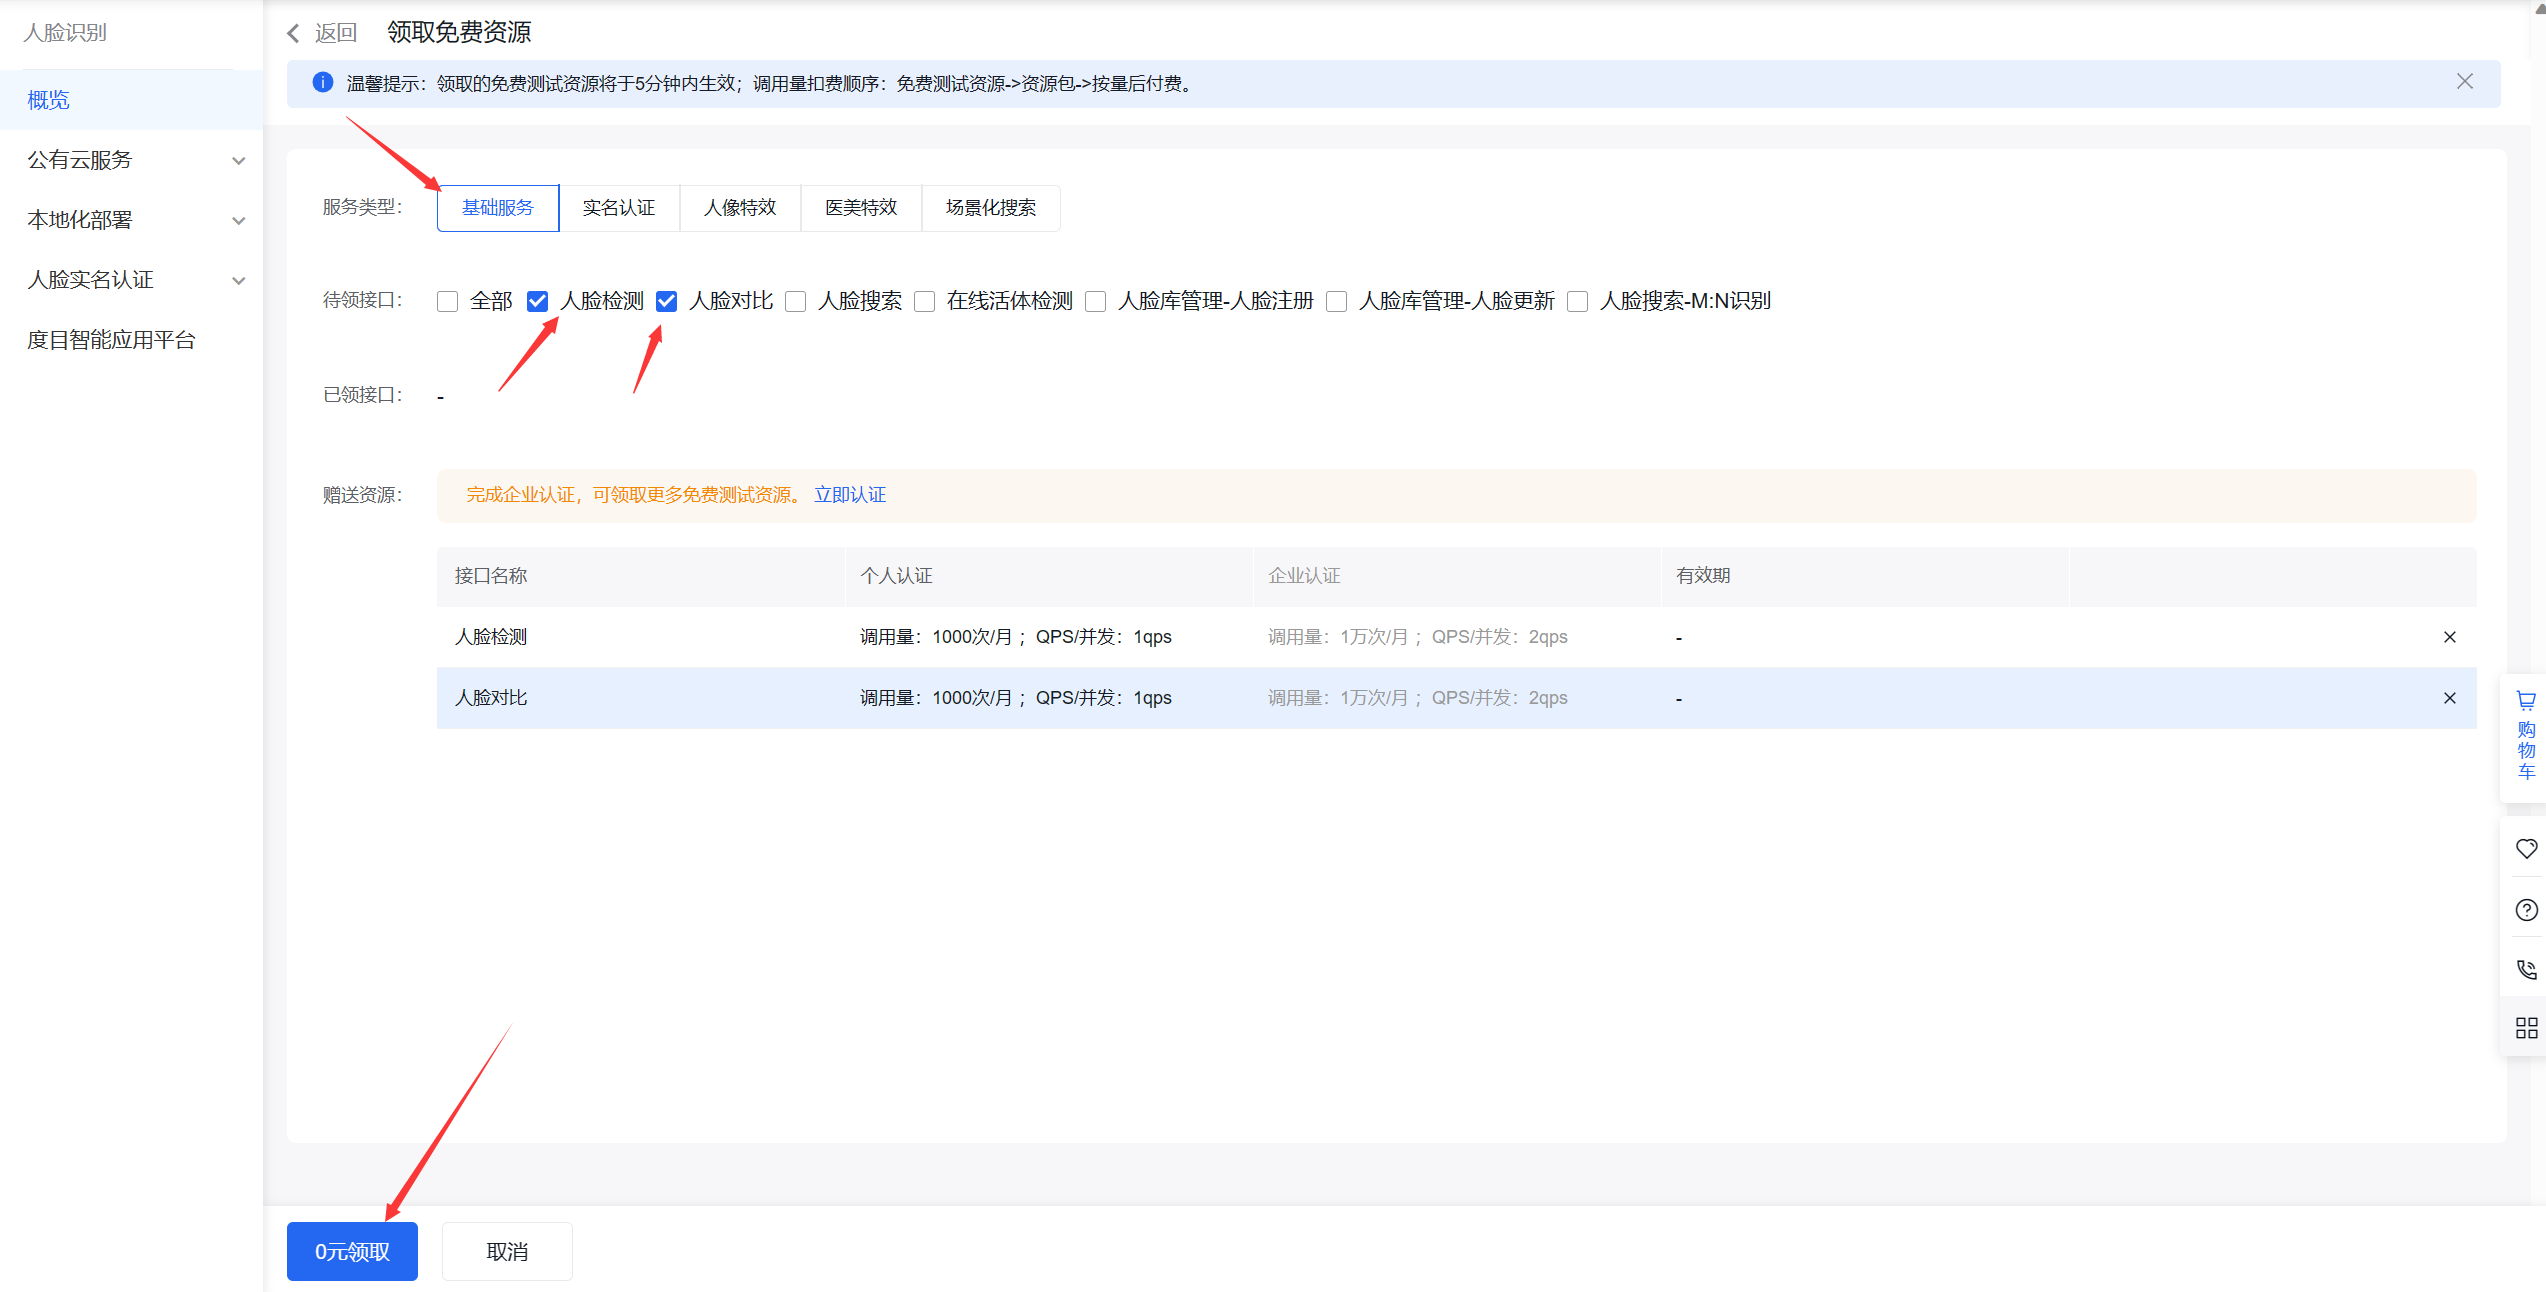 人脸识别
概览
公有云服务
本地化部署
人脸实名认证
度目智能应用平台
返回 领取免费资源
温馨提示：领取的免费测试资源将于5分钟内生效；调用量扣费顺序：免费测试资源->资源包->按量后付费。
服务类型： 基础服务 实名认证 人像特效 医美特效 场景化搜索
待领接口： 全部 人脸检测 人脸对比 人脸搜索 在线活体检测 人脸库管理-人脸注册 人脸库管理-人脸更新 人脸搜索-M:N识别
已领接口： -
赠送资源： 完成企业认证，可领取更多免费测试资源。 立即认证
接口名称 个人认证 企业认证 有效期
人脸检测 调用量：1000次/月； QPS/并发：1qps 调用量：1万次/月； QPS/并发：2qps -
人脸对比 调用量：1000次/月； QPS/并发：1qps 调用量：1万次/月； QPS/并发：2qps -
购物车
0元领取 取消